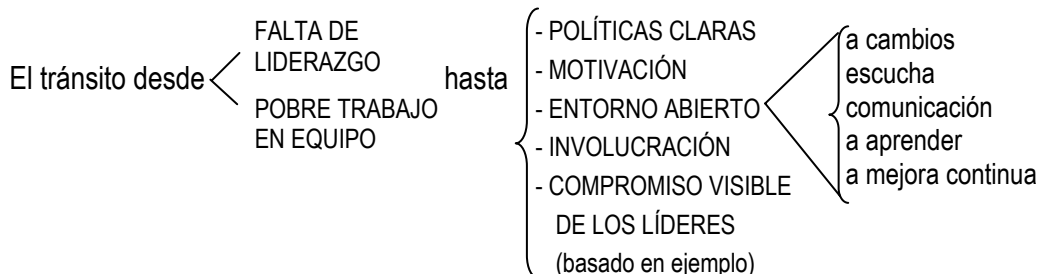 El tránsito desde
FALTA DE
LIDERAZGO
POBRE TRABAJO
EN EQUIPO
hasta
- POLÍTICAS CLARAS
- MOTIVACIÓN
- ENTORNO ABIERTO
- INVOLUCRACIÓN
- COMPROMISO VISIBLE
DE LOS LÍDERES
(basado en ejemplo)
a cambios
escucha
comunicación
a aprender
a mejora continua